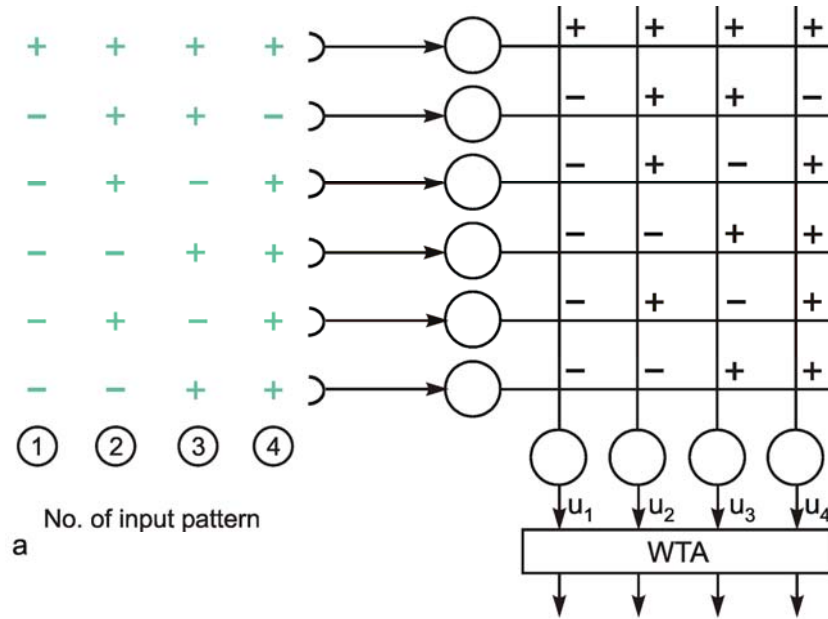 + + + + + + + +
- + + - - + + -
- + - + - + - +
- - + + - - + +
- + - + - + - +
- - + + - - + +
1 2 3 4
u1 u2 u3 u4
No. of input pattern
a
WTA